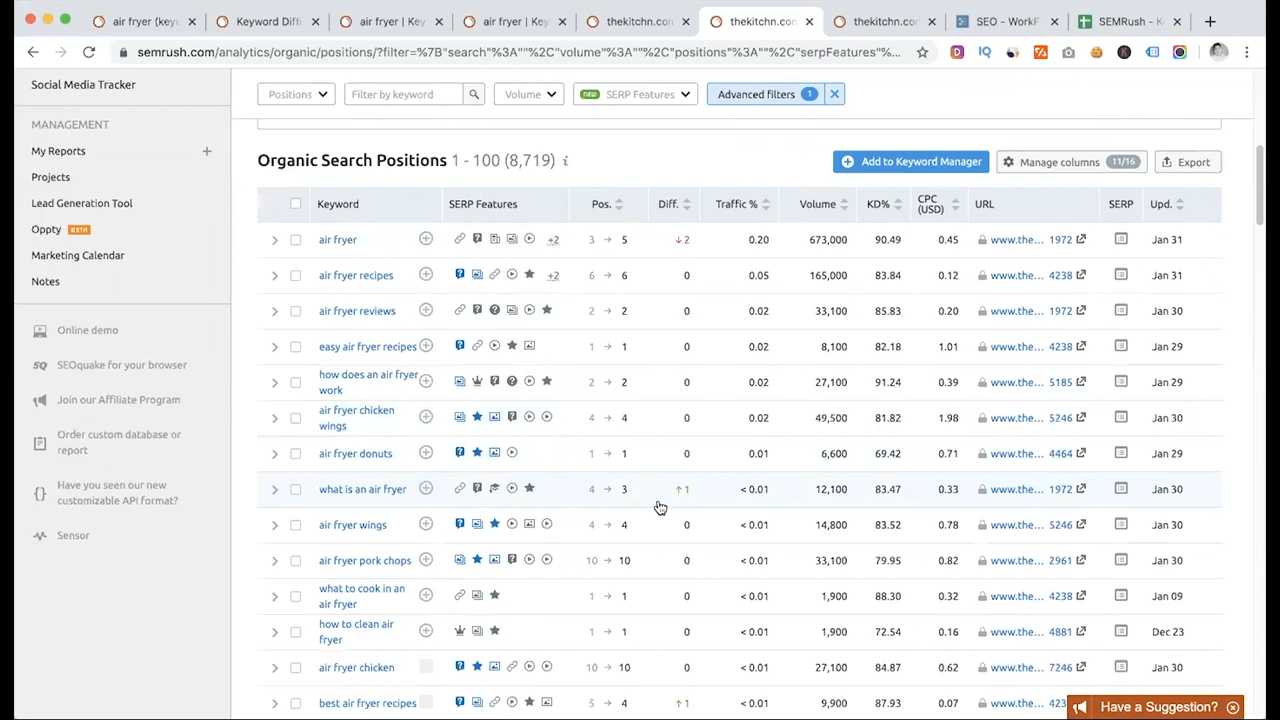 air fryer (keyw
Keyword Diff
air fryer | Key
air fryer | Key
thekitchn.con
thekitchn.con
thekitchn.con
SEO - WorkF
SEMRush - K
semrush.com/analytics/organic/positions/?filter=%7B"search"%3A""%2C"volume"%3A""%2C"positions"%3A""%2C"serpFeatures"%...
Social Media Tracker
MANAGEMENT
My Reports
Projects
Lead Generation Tool
Oppty BETA
Marketing Calendar
Notes
Online demo
SEOquake for your browser
Join our Affiliate Program
Order custom database or
report
Have you seen our new
customizable API format?
Sensor
Positions
Filter by keyword
Volume
NEW SERP Features
Advanced filters 1
Organic Search Positions 1 - 100 (8,719) i
Add to Keyword Manager
Manage columns 11/16
Export
Keyword SERP Features Pos. Diff. Traffic % Volume KD% CPC (USD) URL SERP Upd.
air fryer +2 3 → 5 ↓2 0.20 673,000 90.49 0.45 www.the... 1972 Jan 31
air fryer recipes +2 6 → 6 0 0.05 165,000 83.84 0.12 www.the... 4238 Jan 31
air fryer reviews 2 → 2 0 0.02 33,100 85.83 0.20 www.the... 1972 Jan 30
easy air fryer recipes 1 → 1 0 0.02 8,100 82.18 1.01 www.the... 4238 Jan 29
how does an air fryer
work 2 → 2 0 0.02 27,100 91.24 0.39 www.the... 5185 Jan 29
air fryer chicken
wings 4 → 4 0 0.02 49,500 81.82 1.98 www.the... 5246 Jan 30
air fryer donuts 1 → 1 0 0.01 6,600 69.42 0.71 www.the... 4464 Jan 29
what is an air fryer 4 → 3 ↑1 < 0.01 12,100 83.47 0.33 www.the... 1972 Jan 30
air fryer wings 4 → 4 0 < 0.01 14,800 83.52 0.78 www.the... 5246 Jan 30
air fryer pork chops 10 → 10 0 < 0.01 33,100 79.95 0.82 www.the... 2961 Jan 30
what to cook in an
air fryer 1 → 1 0 < 0.01 1,900 88.30 0.32 www.the... 4238 Jan 09
how to clean air
fryer 1 → 1 0 < 0.01 1,900 72.54 0.16 www.the... 4881 Dec 23
air fryer chicken 10 → 10 0 < 0.01 27,100 84.87 0.62 www.the... 7246 Jan 30
best air fryer recipes 5 → 4 ↑1 < 0.01 9,900 87.93 0.07 www.the... 423
Have a Suggestion?